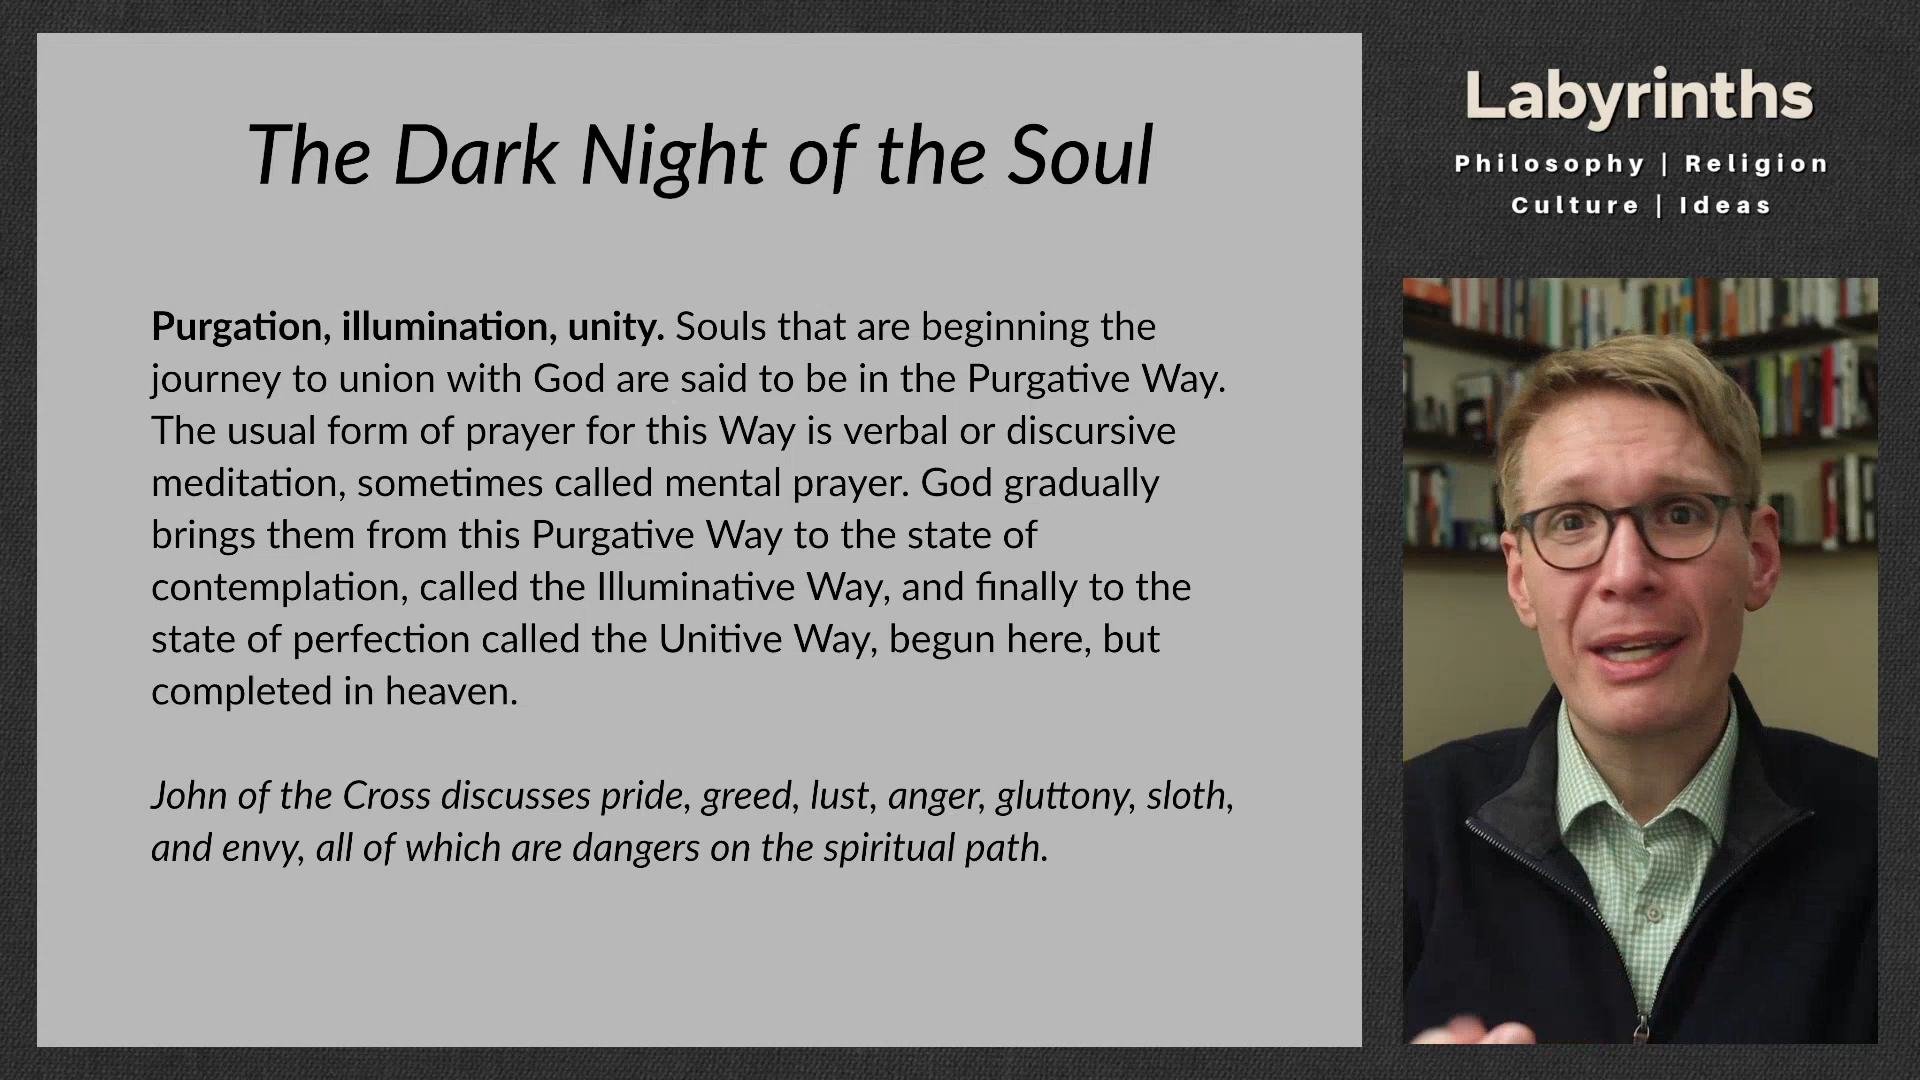 The Dark Night of the Soul
Purgation, illumination, unity. Souls that are beginning the
journey to union with God are said to be in the Purgative Way.
The usual form of prayer for this Way is verbal or discursive
meditation, sometimes called mental prayer. God gradually
brings them from this Purgative Way to the state of
contemplation, called the Illuminative Way, and finally to the
state of perfection called the Unitive Way, begun here, but
completed in heaven.
John of the Cross discusses pride, greed, lust, anger, gluttony, sloth,
and envy, all of which are dangers on the spiritual path.
Labyrinths
Philosophy | Religion
Culture | Ideas